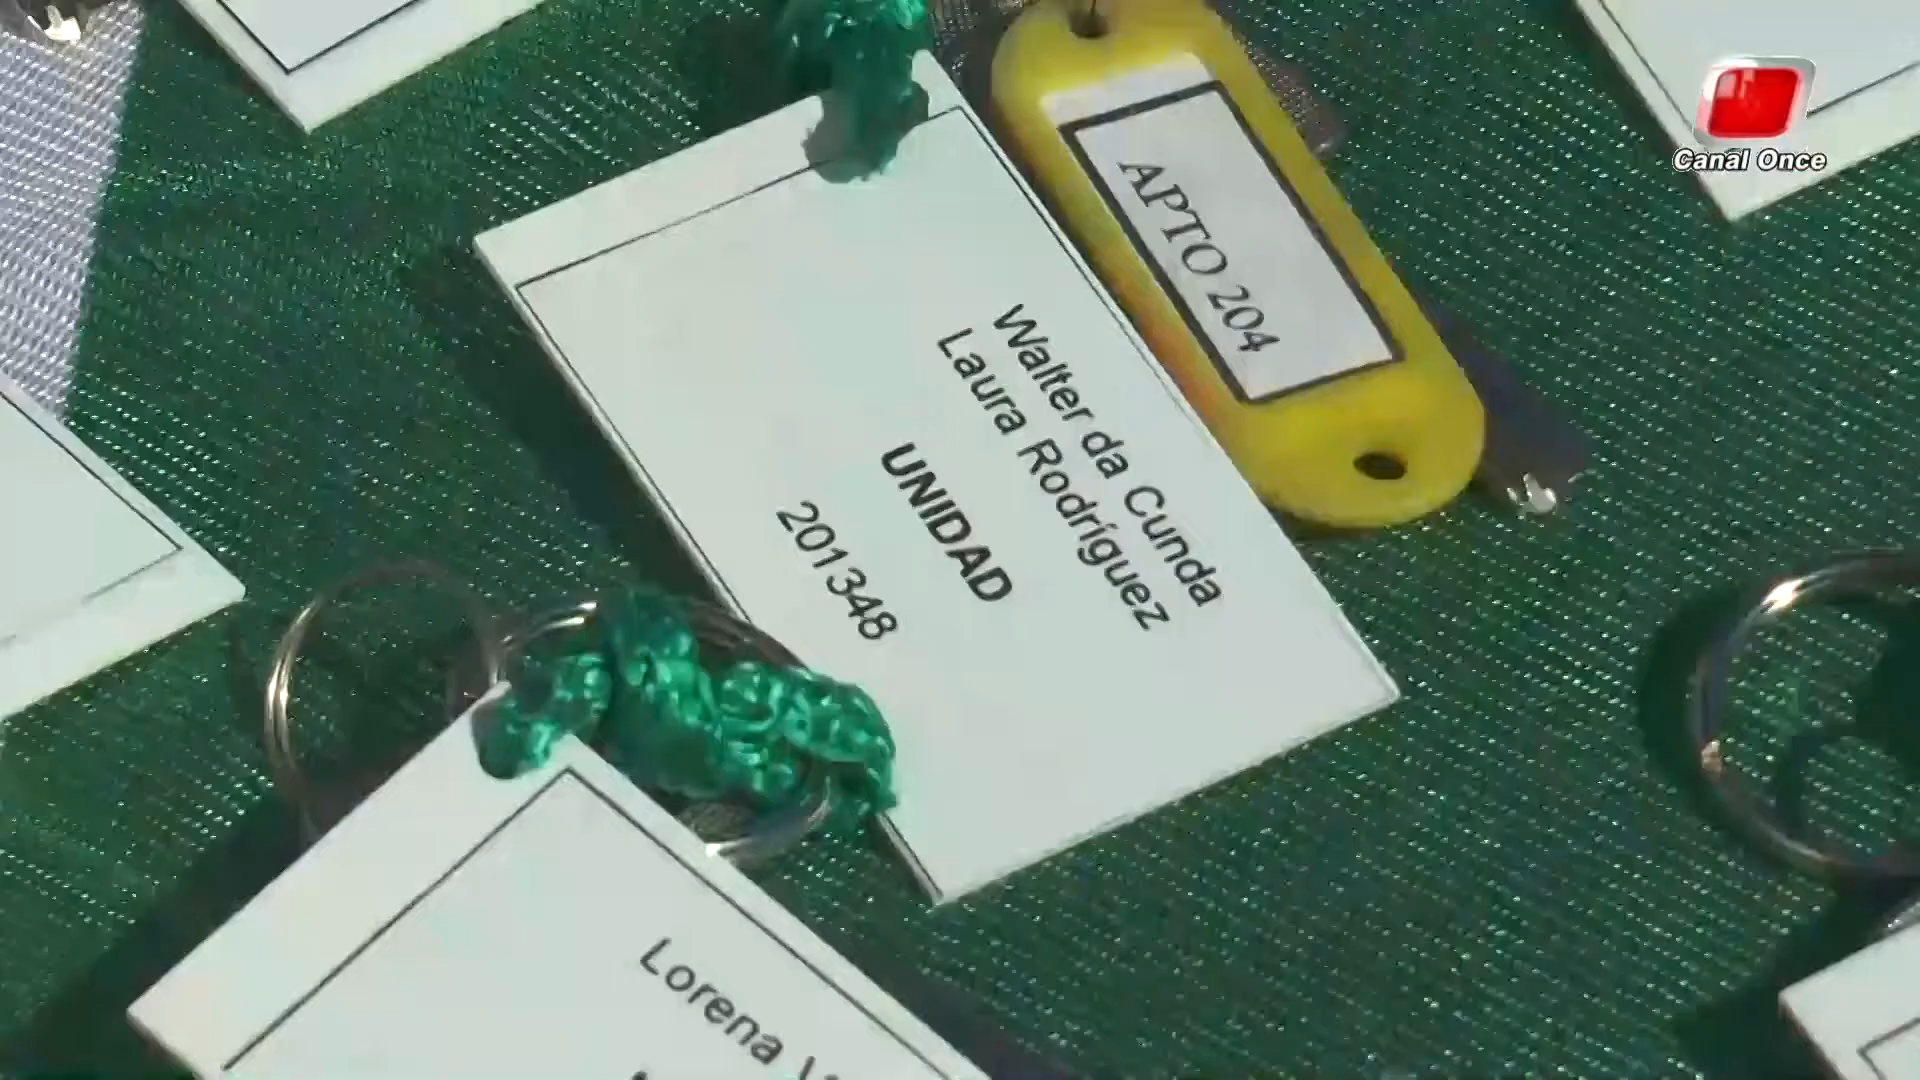 Canal Once
APTO 204
Walter da Cunda
Laura Rodríguez
UNIDAD
201348
Lorena